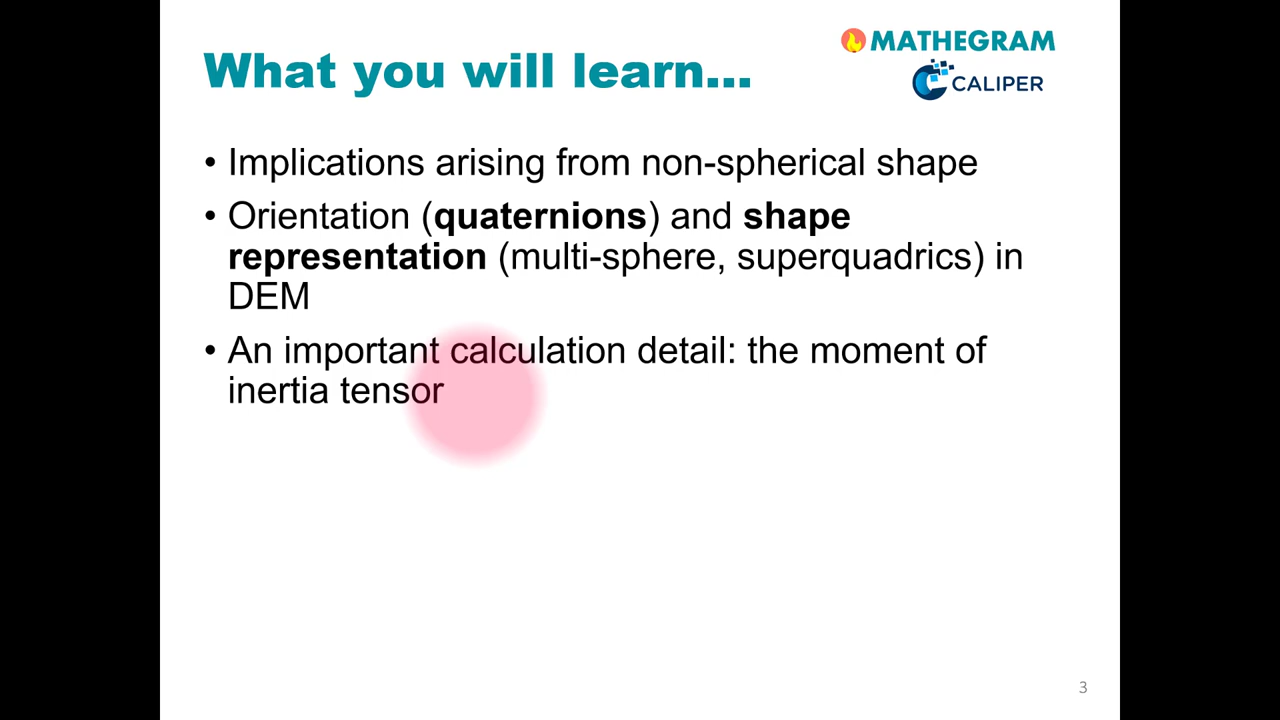 What you will learn...
MATHEGRAM
CALIPER
• Implications arising from non-spherical shape
• Orientation (quaternions) and shape
representation (multi-sphere, superquadrics) in
DEM
• An important calculation detail: the moment of
inertia tensor
3